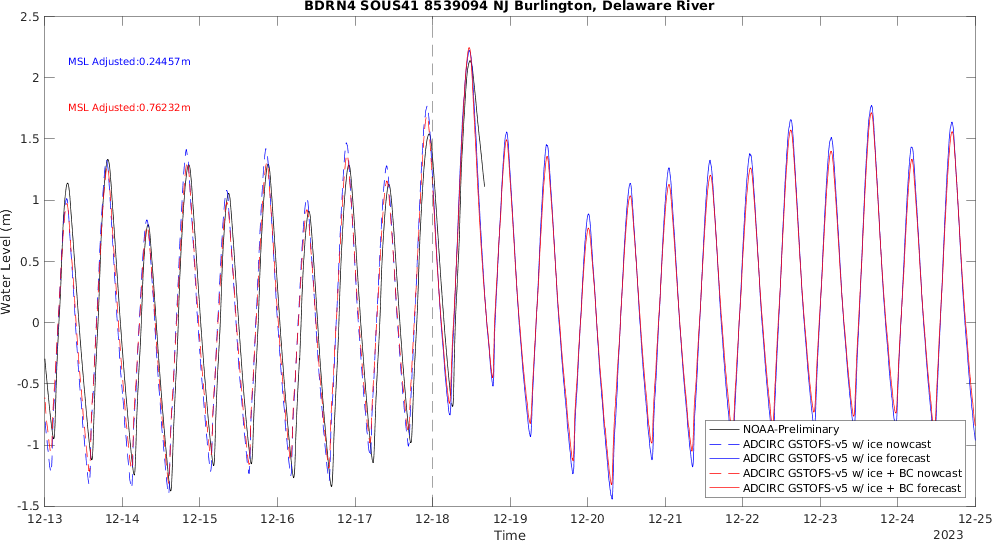 BDRN4 SOUS41 8539094 NJ Burlington, Delaware River
2.5
2
1.5
1
0.5
0
-0.5
-1
-1.5
Water Level (m)
MSL Adjusted:0.24457m
MSL Adjusted:0.76232m
NOAA-Preliminary
ADCIRC GSTOFS-v5 w/ ice nowcast
ADCIRC GSTOFS-v5 w/ ice forecast
ADCIRC GSTOFS-v5 w/ ice + BC nowcast
ADCIRC GSTOFS-v5 w/ ice + BC forecast
12-13 12-14 12-15 12-16 12-17 12-18 12-19 12-20 12-21 12-22 12-23 12-24 12-25
Time
2023